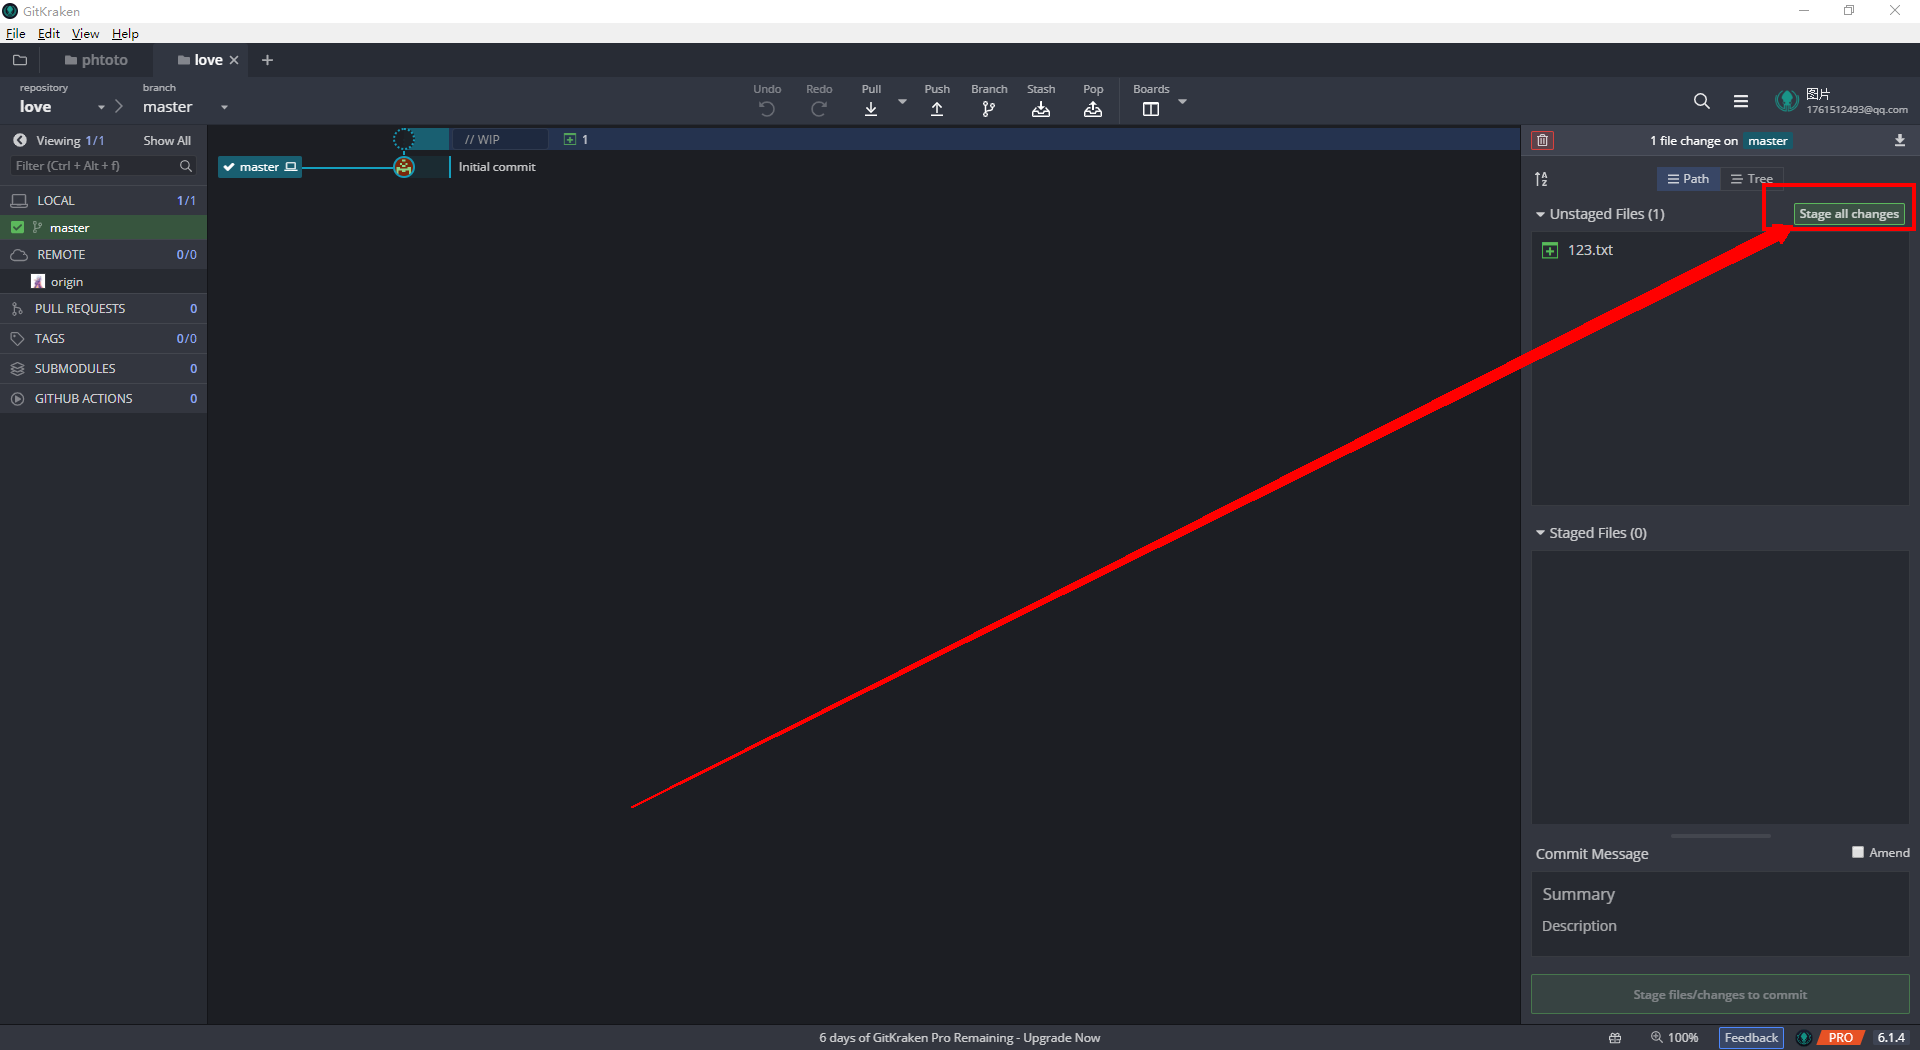 GitKraken
File Edit View Help
phtoto
love
repository
love
branch
master
Undo
Redo
Pull
Push
Branch
Stash
Pop
Boards
图片
1761512493@qq.com
Viewing 1/1
Show All
Filter (Ctrl + Alt + f)
LOCAL 1/1
master
REMOTE 0/0
origin
PULL REQUESTS 0
TAGS 0/0
SUBMODULES 0
GITHUB ACTIONS 0
// WIP
1
master
Initial commit
1 file change on master
Path
Tree
Unstaged Files (1)
Stage all changes
123.txt
Staged Files (0)
Commit Message
Amend
Summary
Description
Stage files/changes to commit
6 days of GitKraken Pro Remaining - Upgrade Now
100%
Feedback
PRO
6.1.4